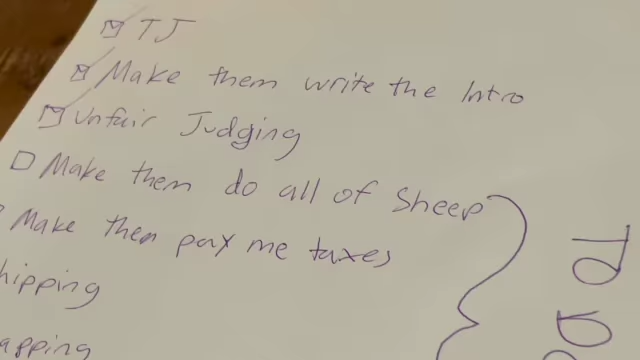 TJ
Make them write the Intro
Unfair Judging
Make them do all of Sheep
Make them pay me taxes
hipping
apping